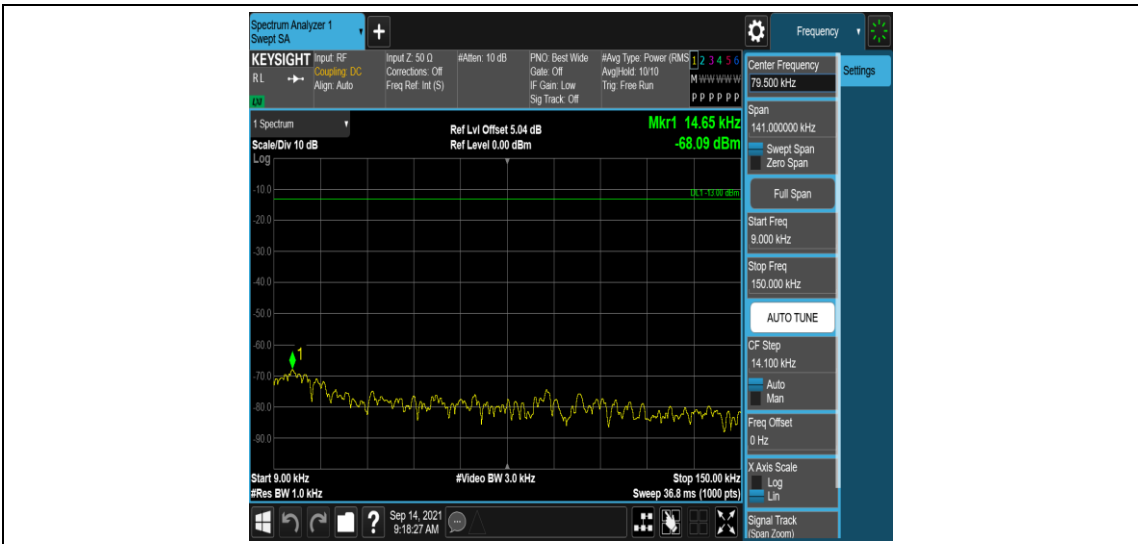 Spectrum Analyzer 1
Swept SA
+
Frequency
KEYSIGHT
Input: RF
Input Z: 50 Ω
#Atten: 10 dB
PNO: Best Wide
#Avg Type: Power (RMS
1 2 3 4 5 6
R L
Coupling: DC
Corrections: Off
Gate: Off
Avg|Hold: 10/10
M W W W W W
Align: Auto
Freq Ref: Int (S)
IF Gain: Low
Trig: Free Run
Sig Track: Off
P P P P P P
LXI
1 Spectrum
Ref Lvl Offset 5.04 dB
Mkr1 14.65 kHz
Scale/Div 10 dB
Ref Level 0.00 dBm
-68.09 dBm
Log
-10.0
DL1 -13.00 dBm
-20.0
-30.0
-40.0
-50.0
-60.0
1
-70.0
-80.0
-90.0
Start 9.00 kHz
#Video BW 3.0 kHz
Stop 150.00 kHz
#Res BW 1.0 kHz
Sweep 36.8 ms (1000 pts)
?
Sep 14, 2021
9:18:27 AM
Center Frequency
79.500 kHz
Settings
Span
141.000000 kHz
Swept Span
Zero Span
Full Span
Start Freq
9.000 kHz
Stop Freq
150.000 kHz
AUTO TUNE
CF Step
14.100 kHz
Auto
Man
Freq Offset
0 Hz
X Axis Scale
Log
Lin
Signal Track
(Span Zoom)